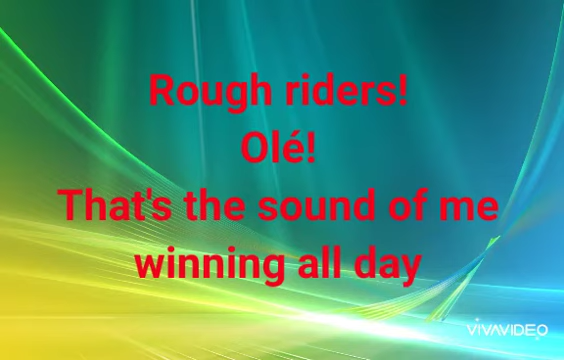 Rough riders!
Olé!
That's the sound of me
winning all day
VIVAVIDEO